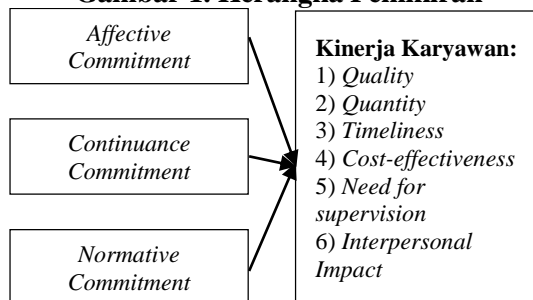 Affective
Commitment
Continuance
Commitment
Normative
Commitment
Kinerja Karyawan:
1) Quality
2) Quantity
3) Timeliness
4) Cost-effectiveness
5) Need for
supervision
6) Interpersonal
Impact